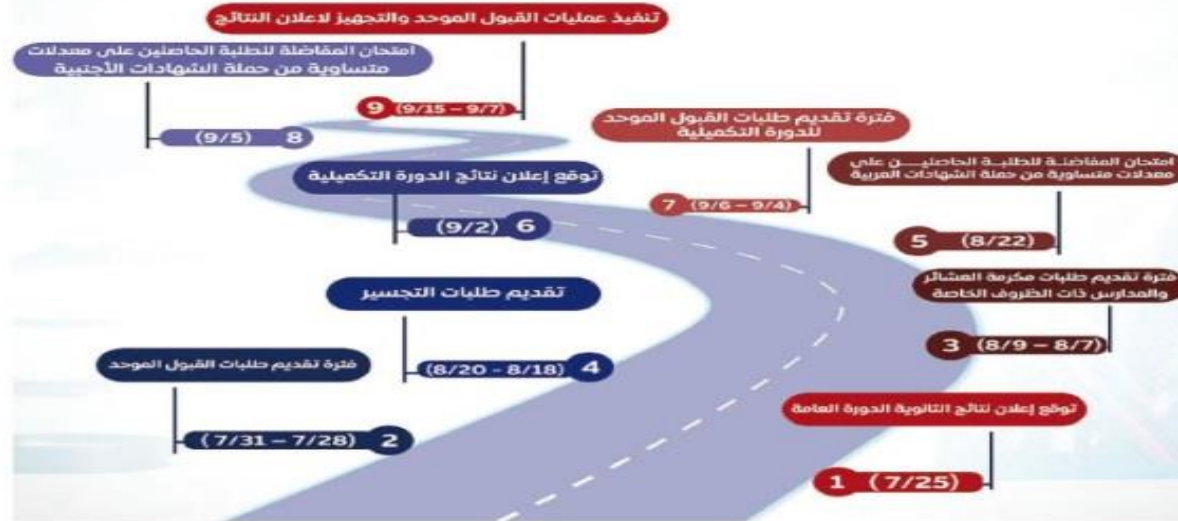 تنفيذ عمليات القبول الموحد والتجهيز لاعلان النتائج
9 (9/15 – 9/7)
امتحان المفاضلة للطلبة الحاصلين على معدلات
متساوية من حملة الشهادات الأجنبية
8 (9/5)
فترة تقديم طلبات القبول الموحد
للدورة التكميلية
7 (9/6 – 9/4)
توقع إعلان نتائج الدورة التكميلية
6 (9/2)
امتحان المفاضلة للطلبة الحاصلين على
معدلات متساوية من حملة الشهادات العربية
5 (8/22)
تقديم طلبات التجسير
4 (8/20 - 8/18)
فترة تقديم طلبات مكرمة العشائر
والمدارس ذات الظروف الخاصة
3 (8/9 – 8/7)
فترة تقديم طلبات القبول الموحد
2 (7/31 – 7/28)
توقع إعلان نتائج الثانوية الدورة العامة
1 (7/25)